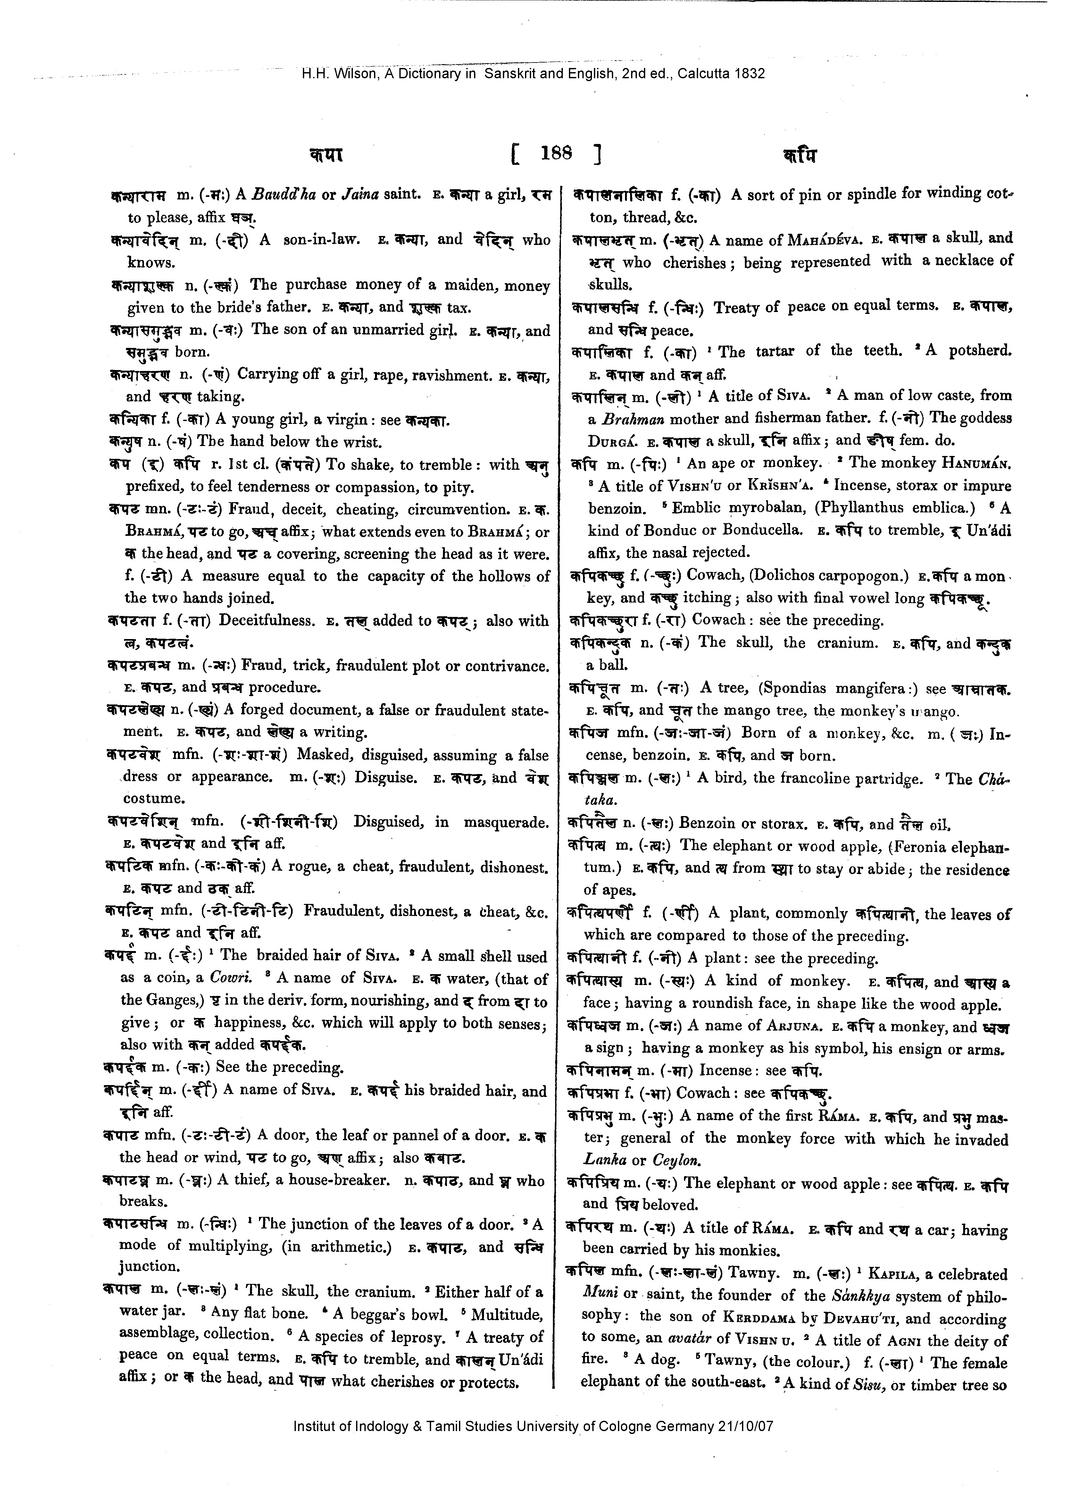 H.H. Wilson, A Dictionary in Sanskrit and English, 2nd ed., Calcutta 1832
कपा [ 188 ] कपि
कन्याराम m. (-मः) A Bauddha or Jaina saint. E. कन्या a girl, रम
to please, affix घञ्.
कन्यावेदिन् m. (-दी) A son-in-law. E. कन्या, and वेदिन् who
knows.
कन्याशुल्क n. (-ल्कं) The purchase money of a maiden, money
given to the bride's father. E. कन्या, and शुल्क tax.
कन्यासमुद्भव m. (-वः) The son of an unmarried girl. E. कन्या, and
समुद्भव born.
कन्याहरण n. (-णं) Carrying off a girl, rape, ravishment. E. कन्या,
and हरण taking.
कन्यिका f. (-का) A young girl, a virgin : see कन्यका.
कन्युष n. (-षं) The hand below the wrist.
कप (इ) कपि r. 1st cl. (कंपते) To shake, to tremble : with अनु
prefixed, to feel tenderness or compassion, to pity.
कपट mn. (-टः-टं) Fraud, deceit, cheating, circumvention. E. क.
BRAHMÁ, पट to go, अच् affix; what extends even to BRAHMÁ; or
क the head, and पट a covering, screening the head as it were.
f. (-टी) A measure equal to the capacity of the hollows of
the two hands joined.
कपटता f. (-ता) Deceitfulness. E. तल् added to कपट; also with
त्व, कपटत्वं.
कपटप्रबन्ध m. (-न्धः) Fraud, trick, fraudulent plot or contrivance.
E. कपट, and प्रबन्ध procedure.
कपटलेख्य n. (-ख्यं) A forged document, a false or fraudulent state-
ment. E. कपट, and लेख्य a writing.
कपटवेश mfn. (-शः-शा-शं) Masked, disguised, assuming a false
dress or appearance. m. (-शः) Disguise. E. कपट, and वेश
costume.
कपटवेशिन् mfn. (-शी-शिनी-शि) Disguised, in masquerade.
E. कपटवेश and इनि aff.
कपटिक mfn. (-कः-की-कं) A rogue, a cheat, fraudulent, dishonest.
E. कपट and ठक् aff.
कपटिन् mfn. (-टी-टिनी-टि) Fraudulent, dishonest, a cheat, &c.
E. कपट and इनि aff.
कपर्द m. (-र्दः) ¹ The braided hair of SIVA. ² A small shell used
as a coin, a Cowri. ³ A name of SIVA. E. क water, (that of
the Ganges,) पृ in the deriv. form, nourishing, and द from दा to
give; or क happiness, &c. which will apply to both senses;
also with कन् added कपर्दक.
कपर्दक m. (-कः) See the preceding.
कपर्दिन् m. (-र्दी) A name of SIVA. E. कपर्द his braided hair, and
इनि aff.
कपाट mfn. (-टः-टी-टं) A door, the leaf or pannel of a door. E. क
the head or wind, पट to go, अण् affix; also कवाट.
कपाटघ्न m. (-घ्नः) A thief, a house-breaker. n. कपाट, and घ्न who
breaks.
कपाटसन्धि m. (-न्धिः) ¹ The junction of the leaves of a door. ² A
mode of multiplying, (in arithmetic.) E. कपाट, and सन्धि
junction.
कपाल m. (-लः-लं) ¹ The skull, the cranium. ² Either half of a
water jar. ³ Any flat bone. ⁴ A beggar's bowl. ⁵ Multitude,
assemblage, collection. ⁶ A species of leprosy. ⁷ A treaty of
peace on equal terms. E. कपि to tremble, and कालन् Un'ádi
affix; or क the head, and पाल what cherishes or protects.
कपालनालिका f. (-का) A sort of pin or spindle for winding cot-
ton, thread, &c.
कपालभृत् m. (-भृत्) A name of MAHÁDÉVA. E. कपाल a skull, and
भृत् who cherishes; being represented with a necklace of
skulls.
कपालसन्धि f. (-न्धिः) Treaty of peace on equal terms. E. कपाल,
and सन्धि peace.
कपालिका f. (-का) ¹ The tartar of the teeth. ² A potsherd.
E. कपाल and कन् aff.
कपालिन् m. (-ली) ¹ A title of SIVA. ² A man of low caste, from
a Brahman mother and fisherman father. f. (-नी) The goddess
DURGÁ. E. कपाल a skull, इनि affix; and ङीष् fem. do.
कपि m. (-पिः) ¹ An ape or monkey. ² The monkey HANUMÁN.
³ A title of VISHN'U or KRĬSHN'A. ⁴ Incense, storax or impure
benzoin. ⁵ Emblic myrobalan, (Phyllanthus emblica.) ⁶ A
kind of Bonduc or Bonducella. E. कपि to tremble, इ Un'ádi
affix, the nasal rejected.
कपिकच्छु f. (-च्छुः) Cowach, (Dolichos carpopogon.) E. कपि a mon-
key, and कच्छु itching; also with final vowel long कपिकच्छू.
कपिकच्छुरा f. (-रा) Cowach : see the preceding.
कपिकन्दुक n. (-कं) The skull, the cranium. E. कपि, and कन्दुक
a ball.
कपिचूत m. (-तः) A tree, (Spondias mangifera:) see आम्रातक.
E. कपि, and चूत the mango tree, the monkey's mango.
कपिज mfn. (-जः-जा-जं) Born of a monkey, &c. m. (जः) In-
cense, benzoin. E. कपि, and ज born.
कपिञ्जल m. (-लः) ¹ A bird, the francoline partridge. ² The Chá-
taka.
कपितैल n. (-लः) Benzoin or storax. E. कपि, and तैल oil.
कपित्थ m. (-त्थः) The elephant or wood apple, (Feronia elephan-
tum.) E. कपि, and त्थ from स्था to stay or abide; the residence
of apes.
कपित्थपर्णी f. (-र्णी) A plant, commonly कपित्थानी, the leaves of
which are compared to those of the preceding.
कपित्थानी f. (-नी) A plant : see the preceding.
कपित्थास्य m. (-स्यः) A kind of monkey. E. कपित्थ, and आस्य a
face; having a roundish face, in shape like the wood apple.
कपिध्वज m. (-जः) A name of ARJUNA. E. कपि a monkey, and ध्वज
a sign; having a monkey as his symbol, his ensign or arms.
कपिनामन् m. (-मा) Incense : see कपि.
कपिप्रभा f. (-भा) Cowach : see कपिकच्छु.
कपिप्रभु m. (-भुः) A name of the first RÁMA. E. कपि, and प्रभु mas-
ter; general of the monkey force with which he invaded
Lanka or Ceylon.
कपिप्रिय m. (-यः) The elephant or wood apple : see कपित्थ. E. कपि
and प्रिय beloved.
कपिरथ m. (-थः) A title of RÁMA. E. कपि and रथ a car; having
been carried by his monkies.
कपिल mfn. (-लः-ला-लं) Tawny. m. (-लः) ¹ KAPILA, a celebrated
Muni or saint, the founder of the Sánkhya system of philo-
sophy : the son of KERDDAMA by DEVAHU'TI, and according
to some, an avatár of VISHNU. ² A title of AGNI the deity of
fire. ³ A dog. ⁵ Tawny, (the colour.) f. (-ला) ¹ The female
elephant of the south-east. ² A kind of Sisu, or timber tree so
Institut of Indology & Tamil Studies University of Cologne Germany 21/10/07